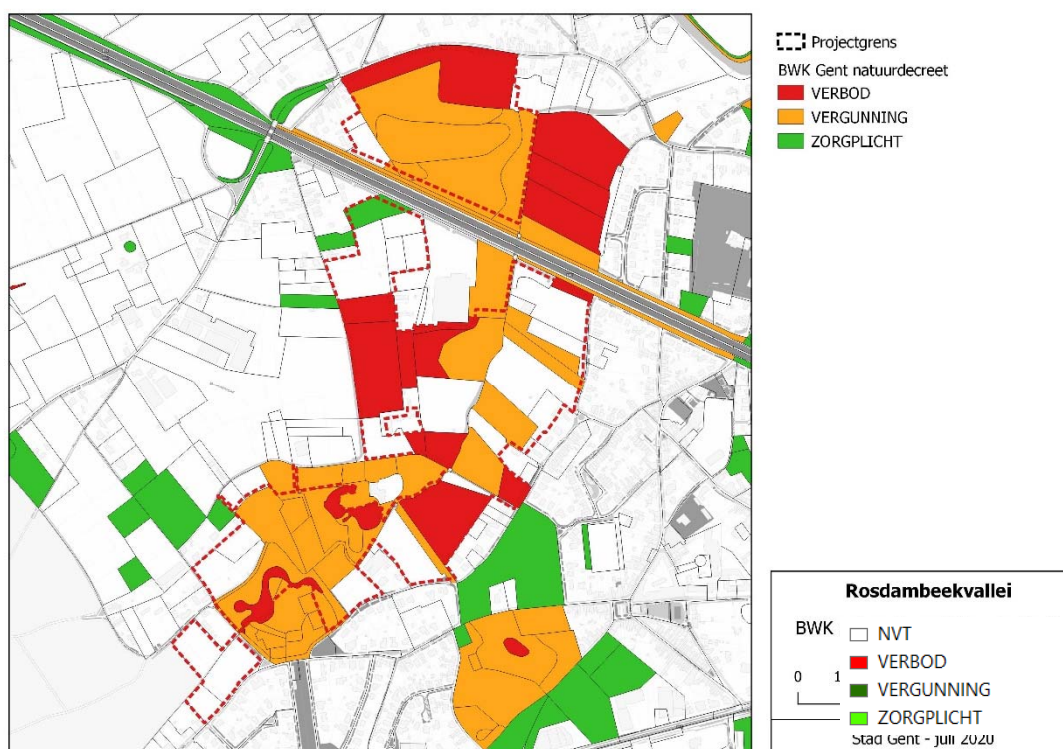 Projectgrens
BWK Gent natuurdecreet
VERBOD
VERGUNNING
ZORGPLICHT
Rosdambeekvallei
BWK
NVT
VERBOD
0 1
VERGUNNING
ZORGPLICHT
Stad Gent - juli 2020